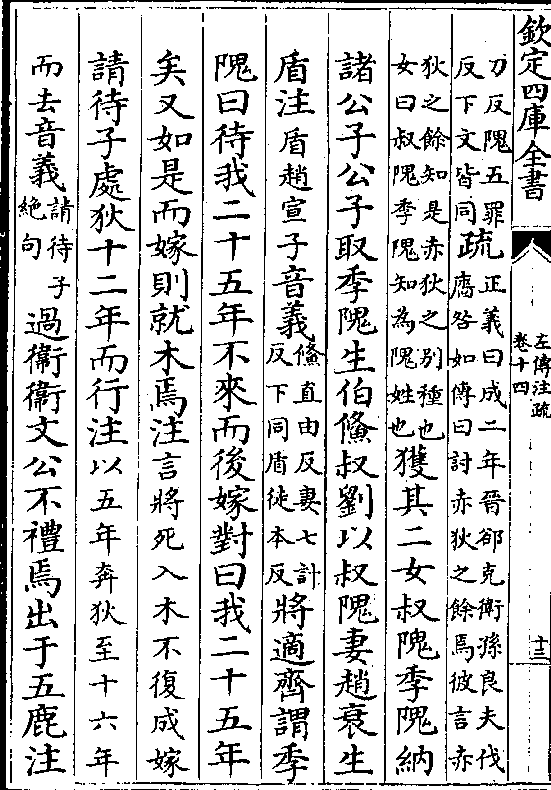 欽定四庫全書
左傳注疏
卷十四
十三
刀反隗五罪
反下文皆同
疏
正義曰成二年晉郤克衛孫良夫伐
廧咎如傳曰討赤狄之餘焉彼言赤
狄之餘知是赤狄之別種也
女曰叔隗季隗知為隗姓也
獲其二女叔隗季隗納
諸公子公子取季隗生伯鯈叔劉以叔隗妻趙衰生
盾注盾趙宣子音義
鯈直由反妻七計
反下同盾徒本反
將適齊謂季
隗曰待我二十五年不來而後嫁對曰我二十五年
矣又如是而嫁則就木焉注言將死入木不復成嫁
請待子處狄十二年而行注以五年奔狄至十六年
而去音義
請待子
絶句
過衛衛文公不禮焉出于五鹿注